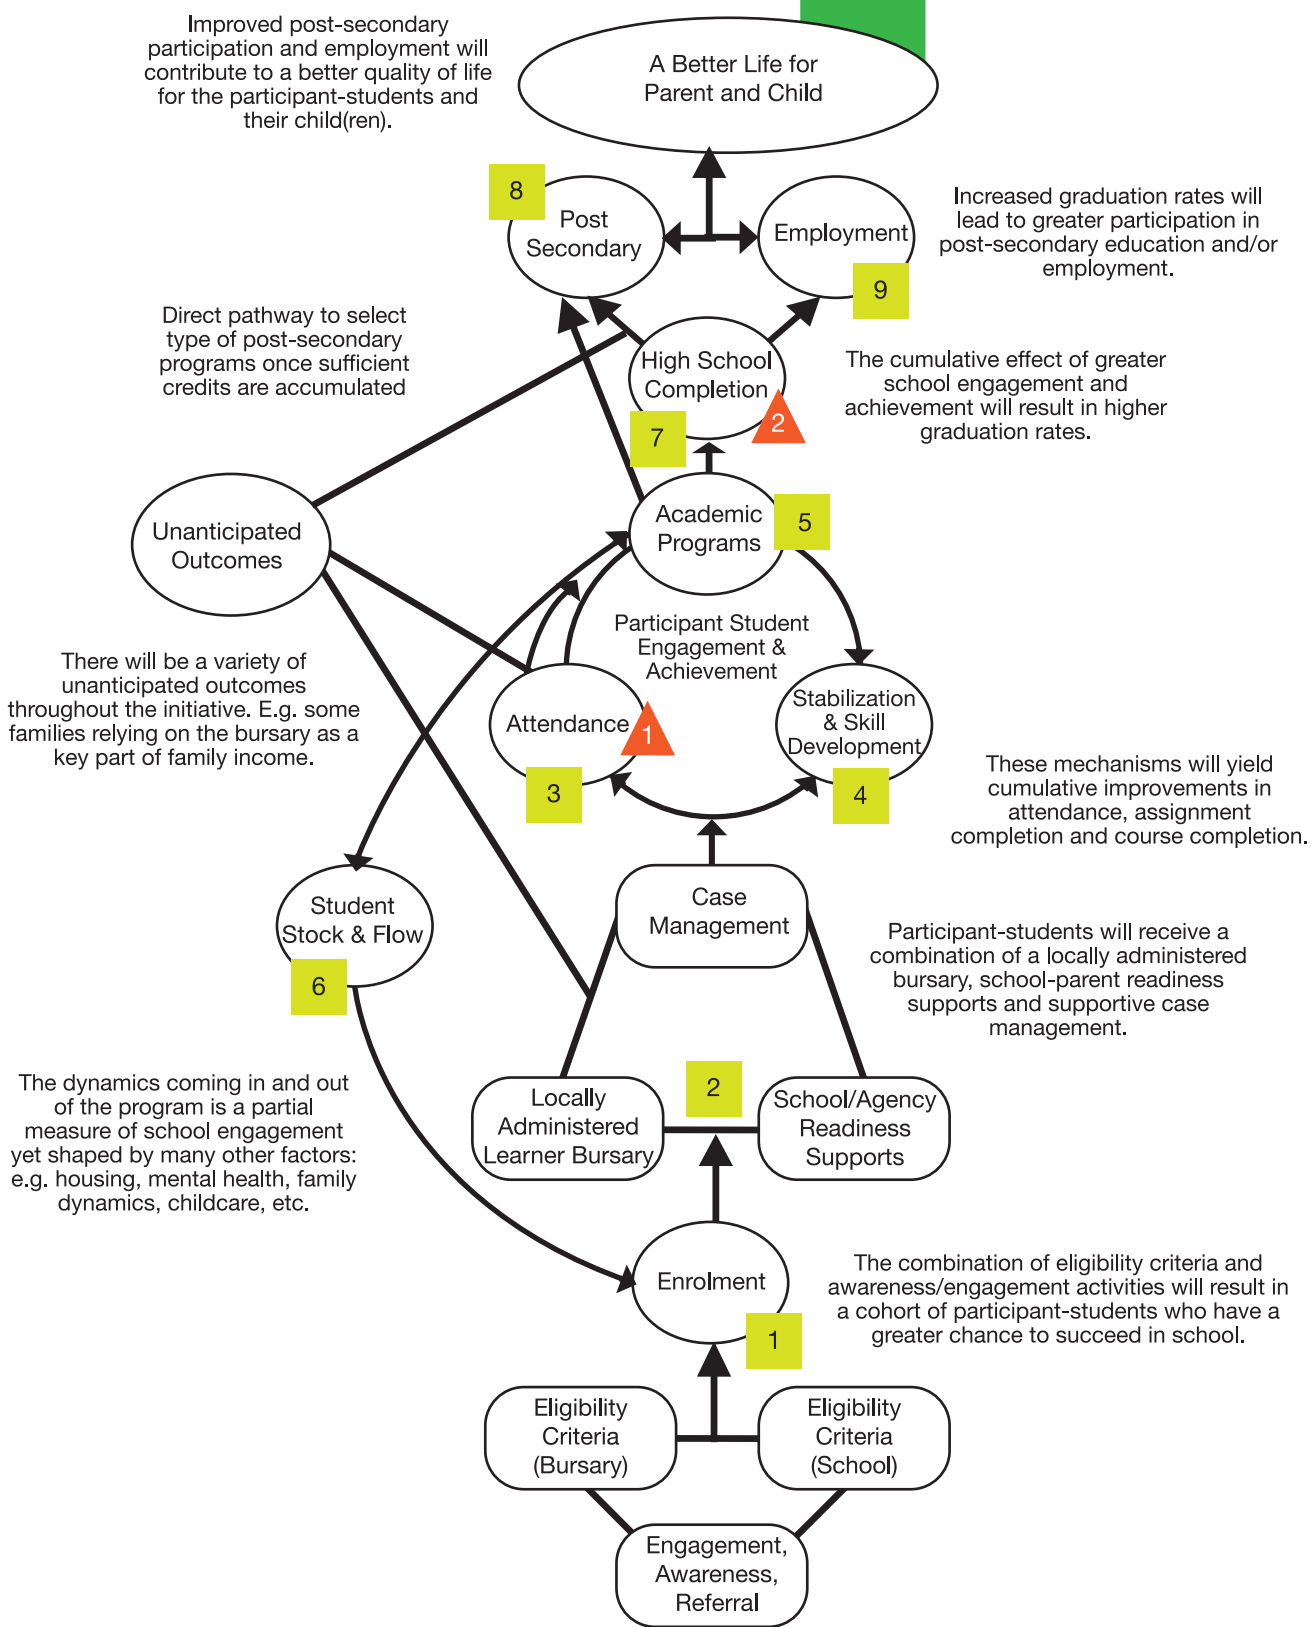 Improved post-secondary
participation and employment will
contribute to a better quality of life
for the participant-students and
their child(ren).
A Better Life for
Parent and Child
8
Post
Secondary
Employment
9
Increased graduation rates will
lead to greater participation in
post-secondary education and/or
employment.
Direct pathway to select
type of post-secondary
programs once sufficient
credits are accumulated
High School
Completion
2
7
The cumulative effect of greater
school engagement and
achievement will result in higher
graduation rates.
Unanticipated
Outcomes
Academic
Programs
5
Participant Student
Engagement &
Achievement
There will be a variety of
unanticipated outcomes
throughout the initiative. E.g. some
families relying on the bursary as a
key part of family income.
Attendance
1
3
Stabilization
& Skill
Development
4
These mechanisms will yield
cumulative improvements in
attendance, assignment
completion and course completion.
Student
Stock & Flow
6
Case
Management
Participant-students will receive a
combination of a locally administered
bursary, school-parent readiness
supports and supportive case
management.
The dynamics coming in and out
of the program is a partial
measure of school engagement
yet shaped by many other factors:
e.g. housing, mental health, family
dynamics, childcare, etc.
Locally
Administered
Learner Bursary
2
School/Agency
Readiness
Supports
Enrolment
1
The combination of eligibility criteria and
awareness/engagement activities will result in
a cohort of participant-students who have a
greater chance to succeed in school.
Eligibility
Criteria
(Bursary)
Eligibility
Criteria
(School)
Engagement,
Awareness,
Referral